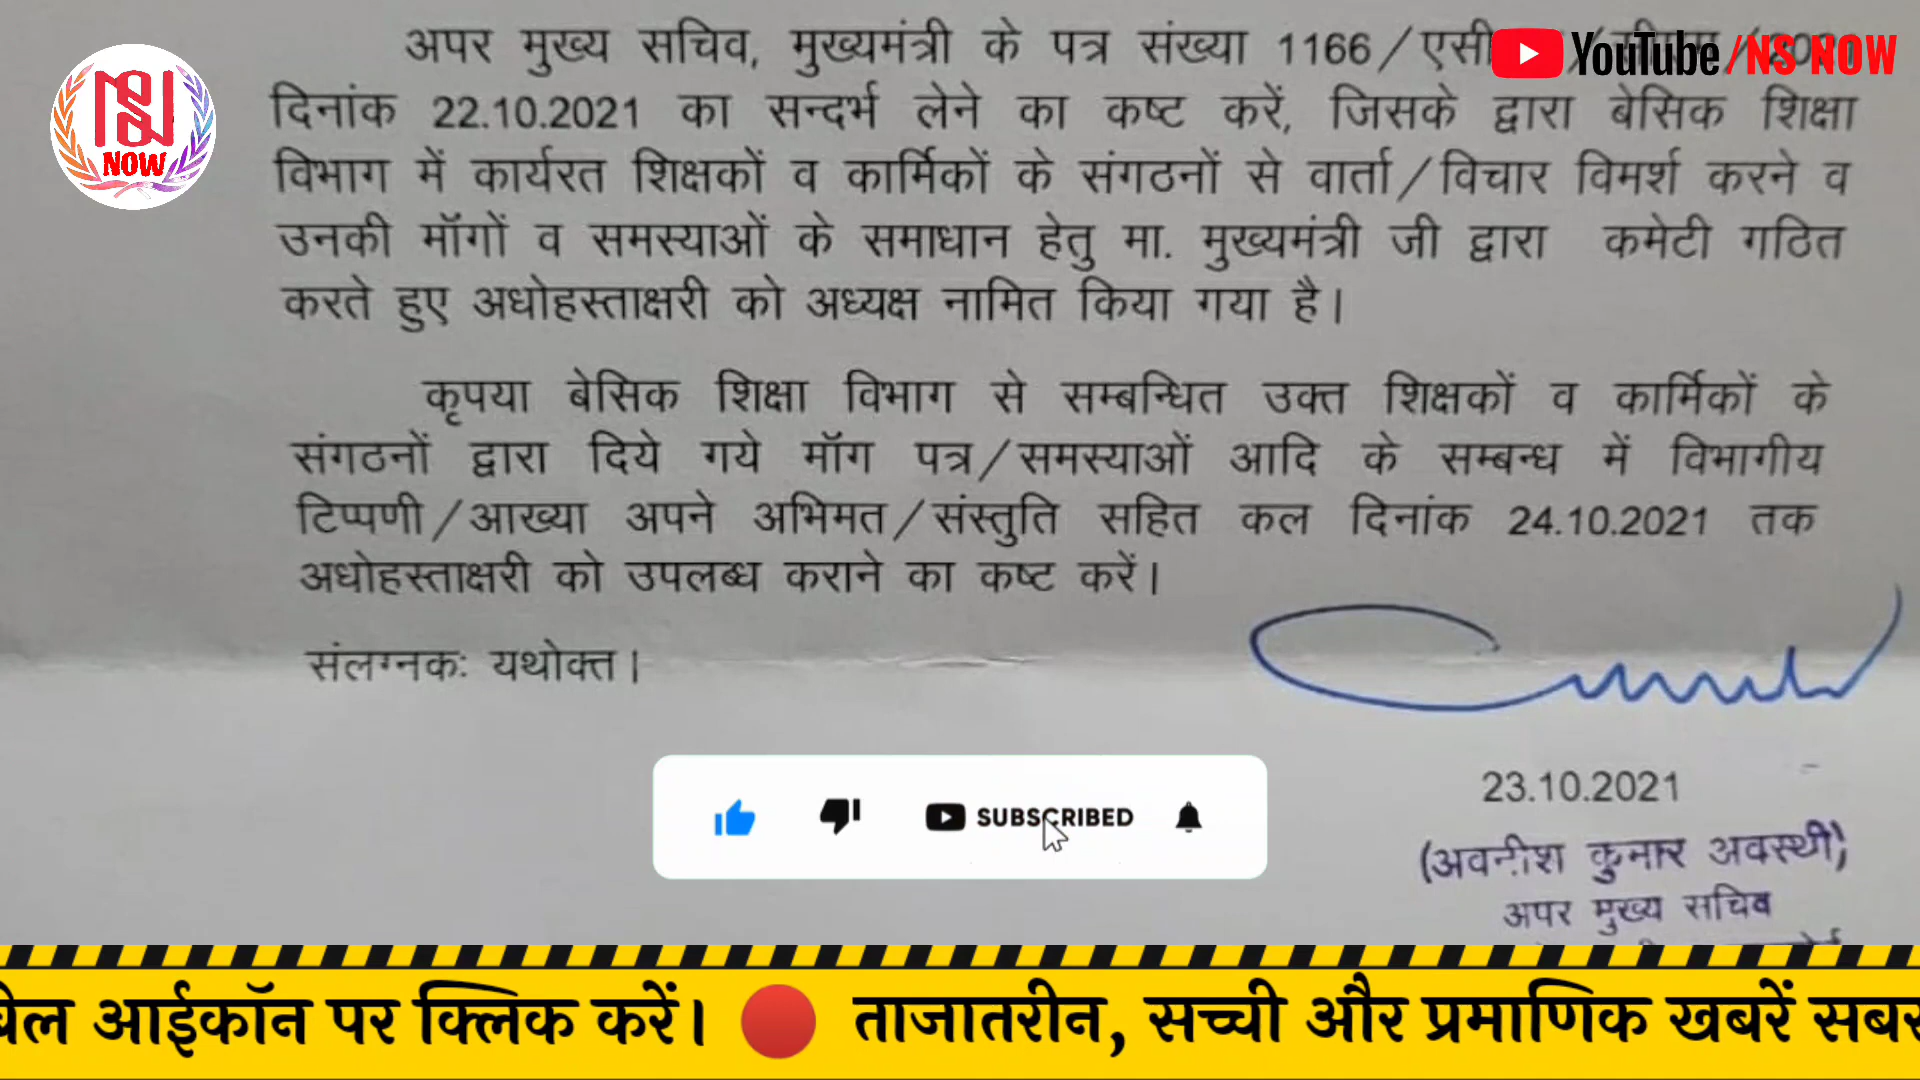 अपर मुख्य सचिव, मुख्यमंत्री के पत्र संख्या 1166/एसी
YouTube/NS NOW
दिनांक 22.10.2021 का सन्दर्भ लेने का कष्ट करें, जिसके द्वारा बेसिक शिक्षा
NOW
विभाग में कार्यरत शिक्षकों व कार्मिकों के संगठनों से वार्ता/विचार विमर्श करने व
उनकी मॉगों व समस्याओं के समाधान हेतु मा. मुख्यमंत्री जी द्वारा कमेटी गठित
करते हुए अधोहस्ताक्षरी को अध्यक्ष नामित किया गया है।
कृपया बेसिक शिक्षा विभाग से सम्बन्धित उक्त शिक्षकों व कार्मिकों के
संगठनों द्वारा दिये गये मॉग पत्र/समस्याओं आदि के सम्बन्ध में विभागीय
टिप्पणी/आख्या अपने अभिमत/संस्तुति सहित कल दिनांक 24.10.2021 तक
अधोहस्ताक्षरी को उपलब्ध कराने का कष्ट करें।
संलग्नकः यथोक्त।
23.10.2021
(अवनीश कुमार अवस्थी)
अपर मुख्य सचिव
SUBSCRIBED
बेल आईकॉन पर क्लिक करें। ताजातरीन, सच्ची और प्रमाणिक खबरें सबस